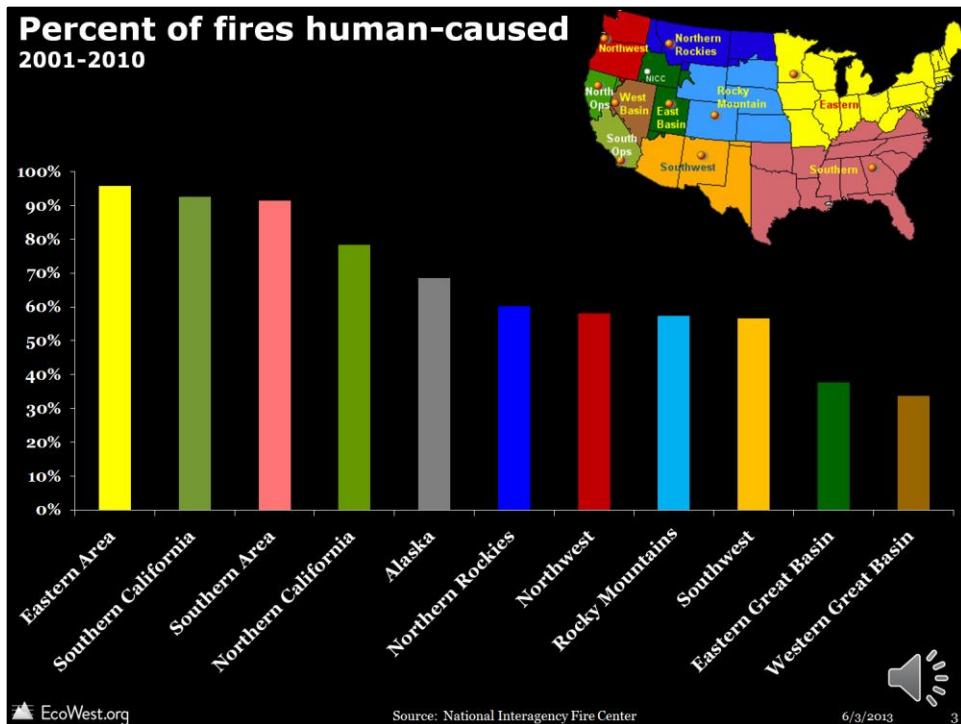 Percent of fires human-caused
2001-2010
Northwest
Northern
Rockies
NICC
North
Ops
West
Basin
East
Basin
Rocky
Mountain
Eastern
South
Ops
Southwest
Southern
100%
90%
80%
70%
60%
50%
40%
30%
20%
10%
0%
Eastern Area
Southern California
Southern Area
Northern California
Alaska
Northern Rockies
Northwest
Rocky Mountains
Southwest
Eastern Great Basin
Western Great Basin
EcoWest.org
Source: National Interagency Fire Center
6/3/2013
3